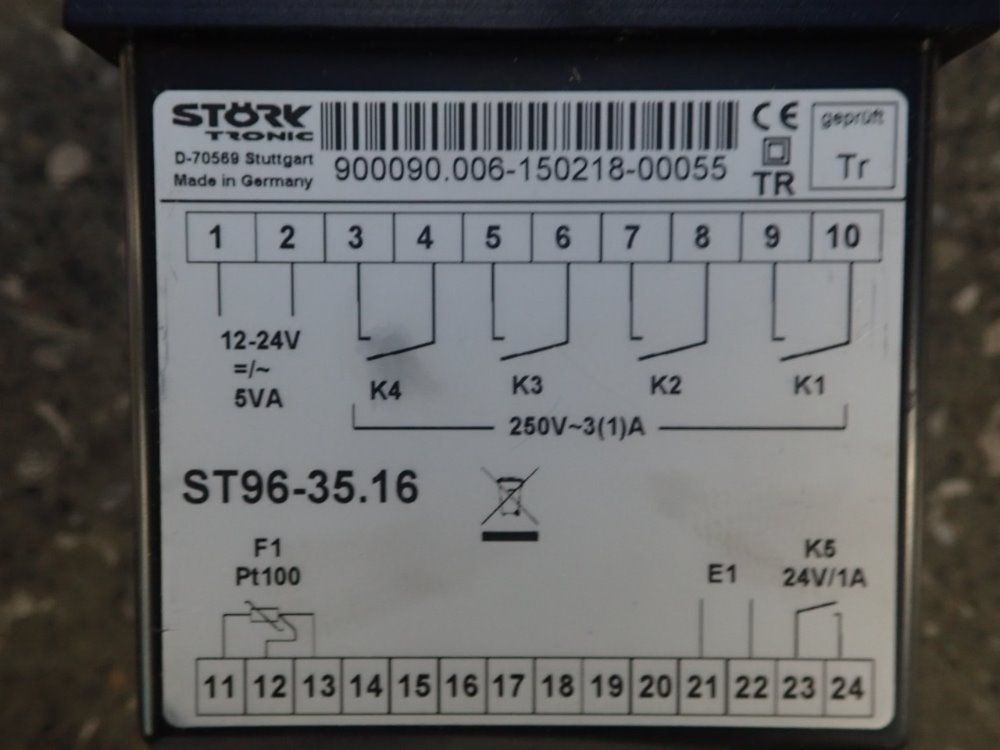 STÖRK
TRONIC
D-70569 Stuttgart
Made in Germany
900090.006-150218-00055
CE
TR
geprüft
Tr
1 2 3 4 5 6 7 8 9 10
12-24V
=/~
5VA
K4 K3 K2 K1
250V~3(1)A
ST96-35.16
F1
Pt100
E1
K5
24V/1A
11 12 13 14 15 16 17 18 19 20 21 22 23 24